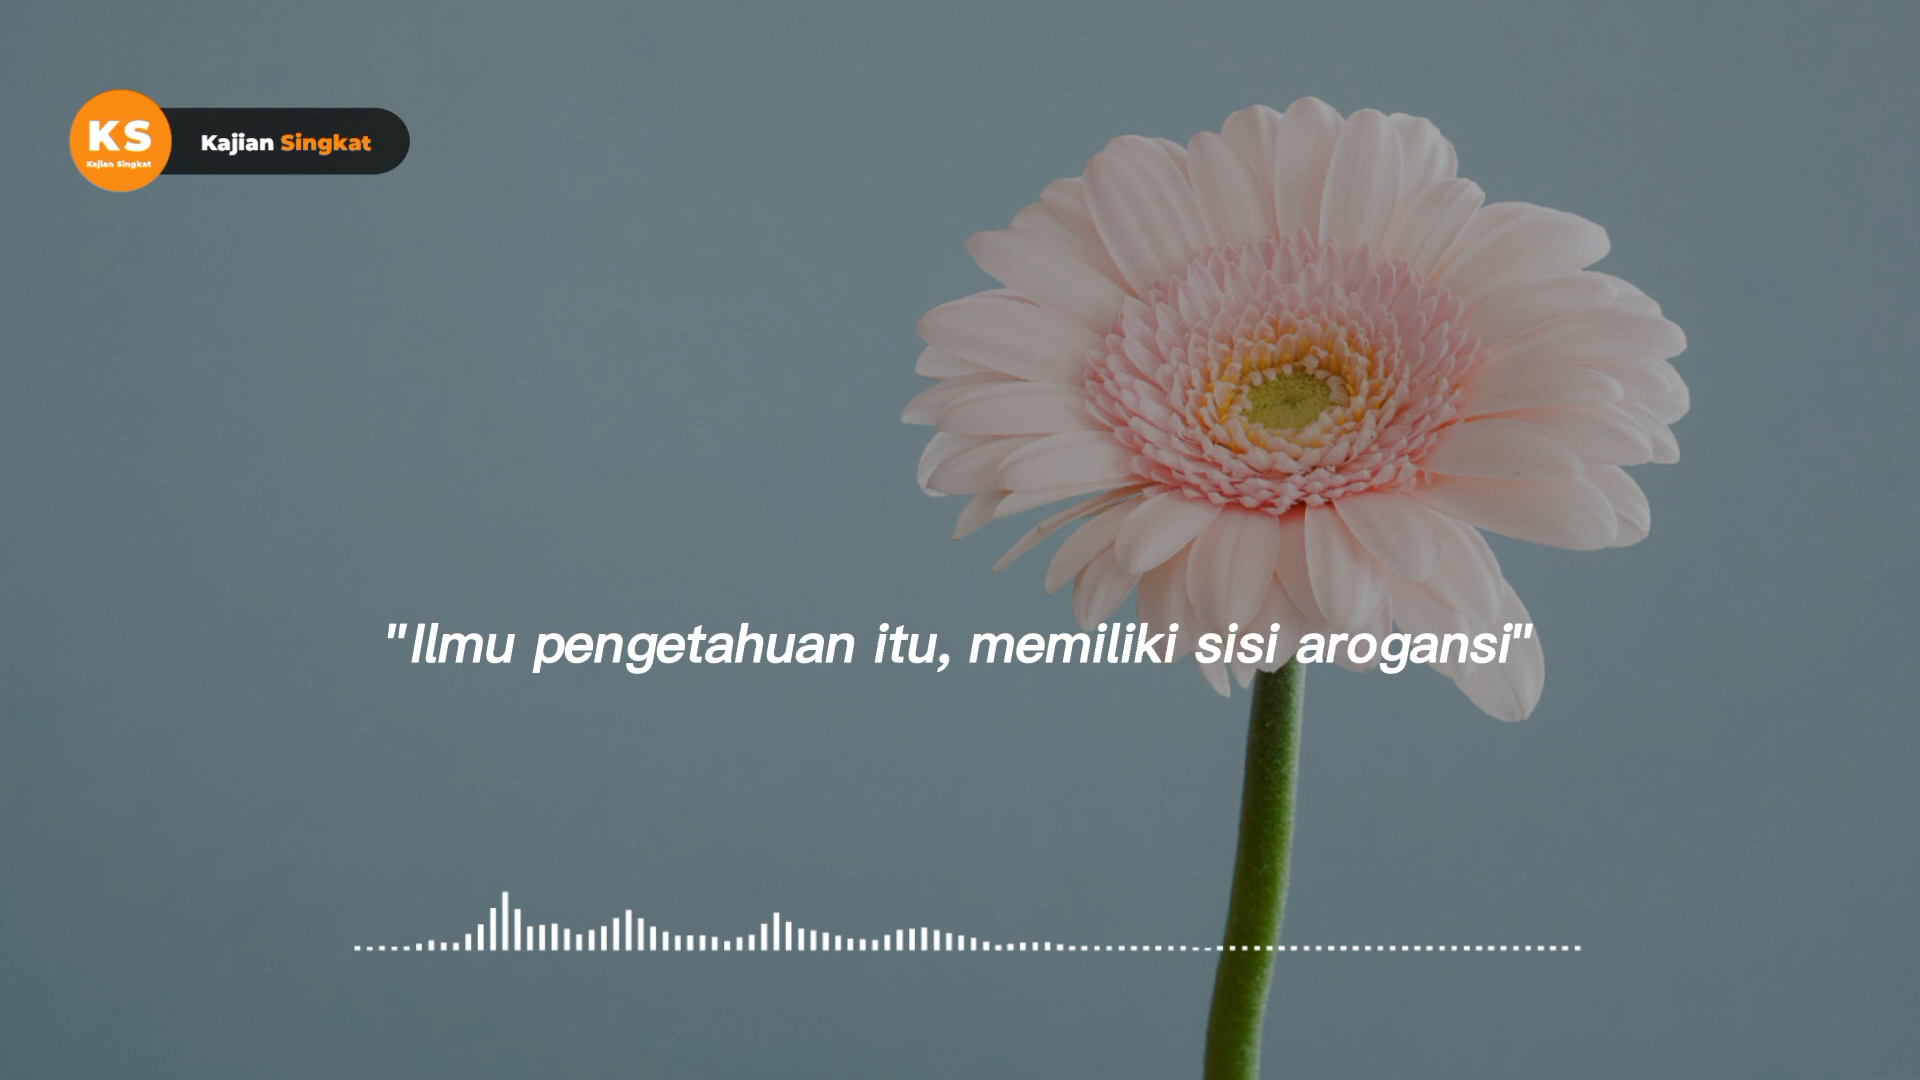 KS
Kajian Singkat
Kajian Singkat
"Ilmu pengetahuan itu, memiliki sisi arogansi"